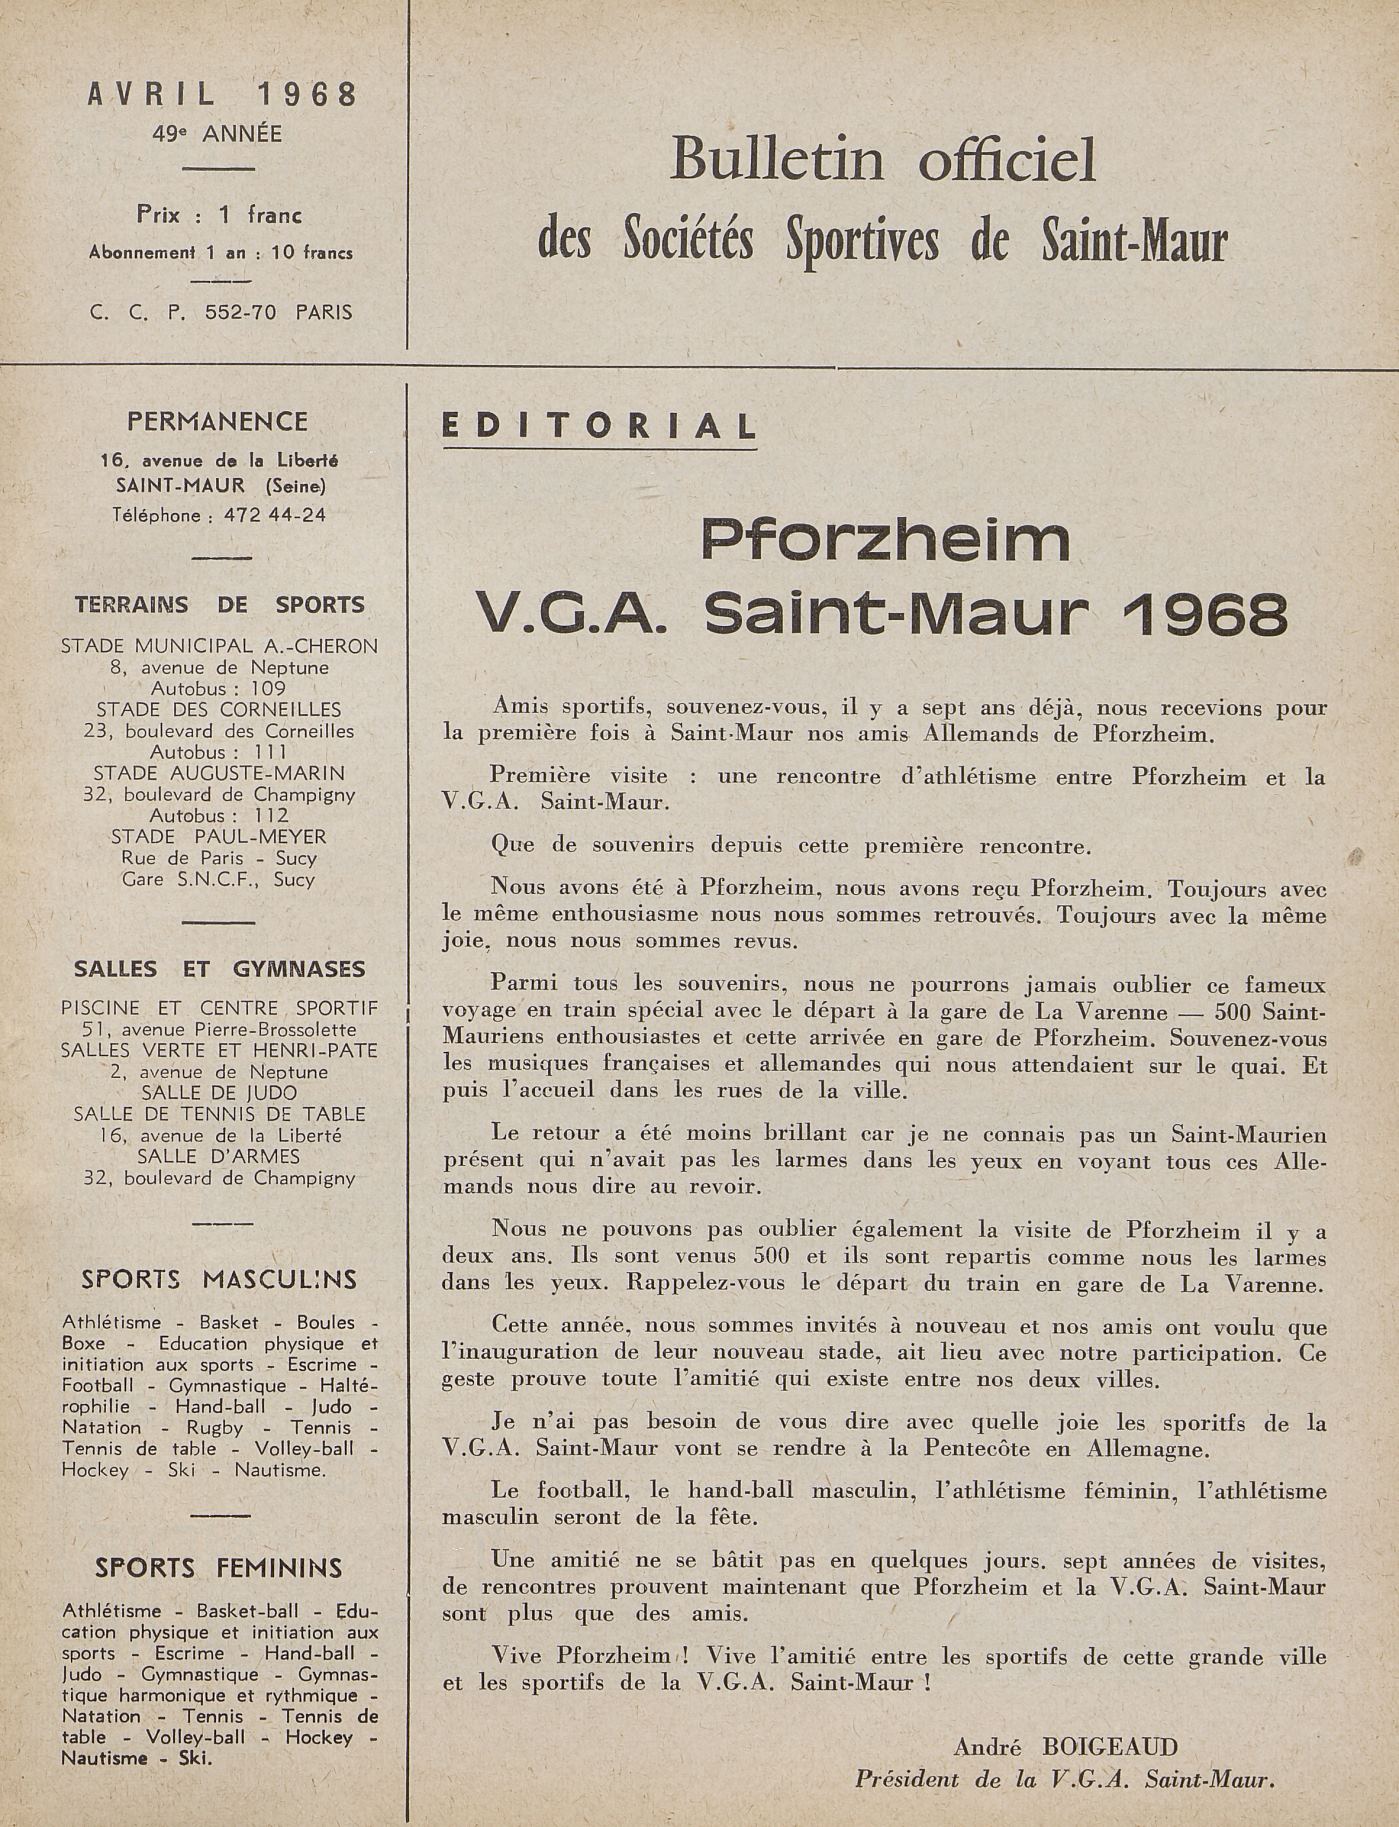 AVRIL 1968
49e ANNÉE
Prix : 1 franc
Abonnement 1 an : 10 francs
C. C. P. 552-70 PARIS
Bulletin officiel
des Sociétés Sportives de Saint-Maur
PERMANENCE
16, avenue de la Liberté
SAINT-MAUR (Seine)
Téléphone : 472 44-24
TERRAINS DE SPORTS
STADE MUNICIPAL A.-CHERON
8, avenue de Neptune
Autobus : 109
STADE DES CORNEILLES
23, boulevard des Corneilles
Autobus : 111
STADE AUGUSTE-MARIN
32, boulevard de Champigny
Autobus : 112
STADE PAUL-MEYER
Rue de Paris - Sucy
Gare S.N.C.F., Sucy
SALLES ET GYMNASES
PISCINE ET CENTRE SPORTIF
51, avenue Pierre-Brossolette
SALLES VERTE ET HENRI-PATE
2, avenue de Neptune
SALLE DE JUDO
SALLE DE TENNIS DE TABLE
16, avenue de la Liberté
SALLE D'ARMES
32, boulevard de Champigny
SPORTS MASCULINS
Athlétisme - Basket - Boules -
Boxe - Education physique et
initiation aux sports - Escrime -
Football - Gymnastique - Halté-
rophilie - Hand-ball - Judo -
Natation - Rugby - Tennis -
Tennis de table - Volley-ball -
Hockey - Ski - Nautisme.
SPORTS FEMININS
Athlétisme - Basket-ball - Edu-
cation physique et initiation aux
sports - Escrime - Hand-ball -
Judo - Gymnastique - Gymnas-
tique harmonique et rythmique -
Natation - Tennis - Tennis de
table - Volley-ball - Hockey -
Nautisme - Ski.
EDITORIAL
Pforzheim
V.G.A. Saint-Maur 1968
Amis sportifs, souvenez-vous, il y a sept ans déjà, nous recevions pour
la première fois à Saint-Maur nos amis Allemands de Pforzheim.
Première visite : une rencontre d'athlétisme entre Pforzheim et la
V.G.A. Saint-Maur.
Que de souvenirs depuis cette première rencontre.
Nous avons été à Pforzheim, nous avons reçu Pforzheim. Toujours avec
le même enthousiasme nous nous sommes retrouvés. Toujours avec la même
joie, nous nous sommes revus.
Parmi tous les souvenirs, nous ne pourrons jamais oublier ce fameux
voyage en train spécial avec le départ à la gare de La Varenne — 500 Saint-
Mauriens enthousiastes et cette arrivée en gare de Pforzheim. Souvenez-vous
les musiques françaises et allemandes qui nous attendaient sur le quai. Et
puis l'accueil dans les rues de la ville.
Le retour a été moins brillant car je ne connais pas un Saint-Maurien
présent qui n'avait pas les larmes dans les yeux en voyant tous ces Alle-
mands nous dire au revoir.
Nous ne pouvons pas oublier également la visite de Pforzheim il y a
deux ans. Ils sont venus 500 et ils sont repartis comme nous les larmes
dans les yeux. Rappelez-vous le départ du train en gare de La Varenne.
Cette année, nous sommes invités à nouveau et nos amis ont voulu que
l'inauguration de leur nouveau stade, ait lieu avec notre participation. Ce
geste prouve toute l'amitié qui existe entre nos deux villes.
Je n'ai pas besoin de vous dire avec quelle joie les sporitfs de la
V.G.A. Saint-Maur vont se rendre à la Pentecôte en Allemagne.
Le football, le hand-ball masculin, l'athlétisme féminin, l'athlétisme
masculin seront de la fête.
Une amitié ne se bâtit pas en quelques jours. sept années de visites,
de rencontres prouvent maintenant que Pforzheim et la V.G.A. Saint-Maur
sont plus que des amis.
Vive Pforzheim ! Vive l'amitié entre les sportifs de cette grande ville
et les sportifs de la V.G.A. Saint-Maur !
André BOIGEAUD
Président de la V.G.A. Saint-Maur.